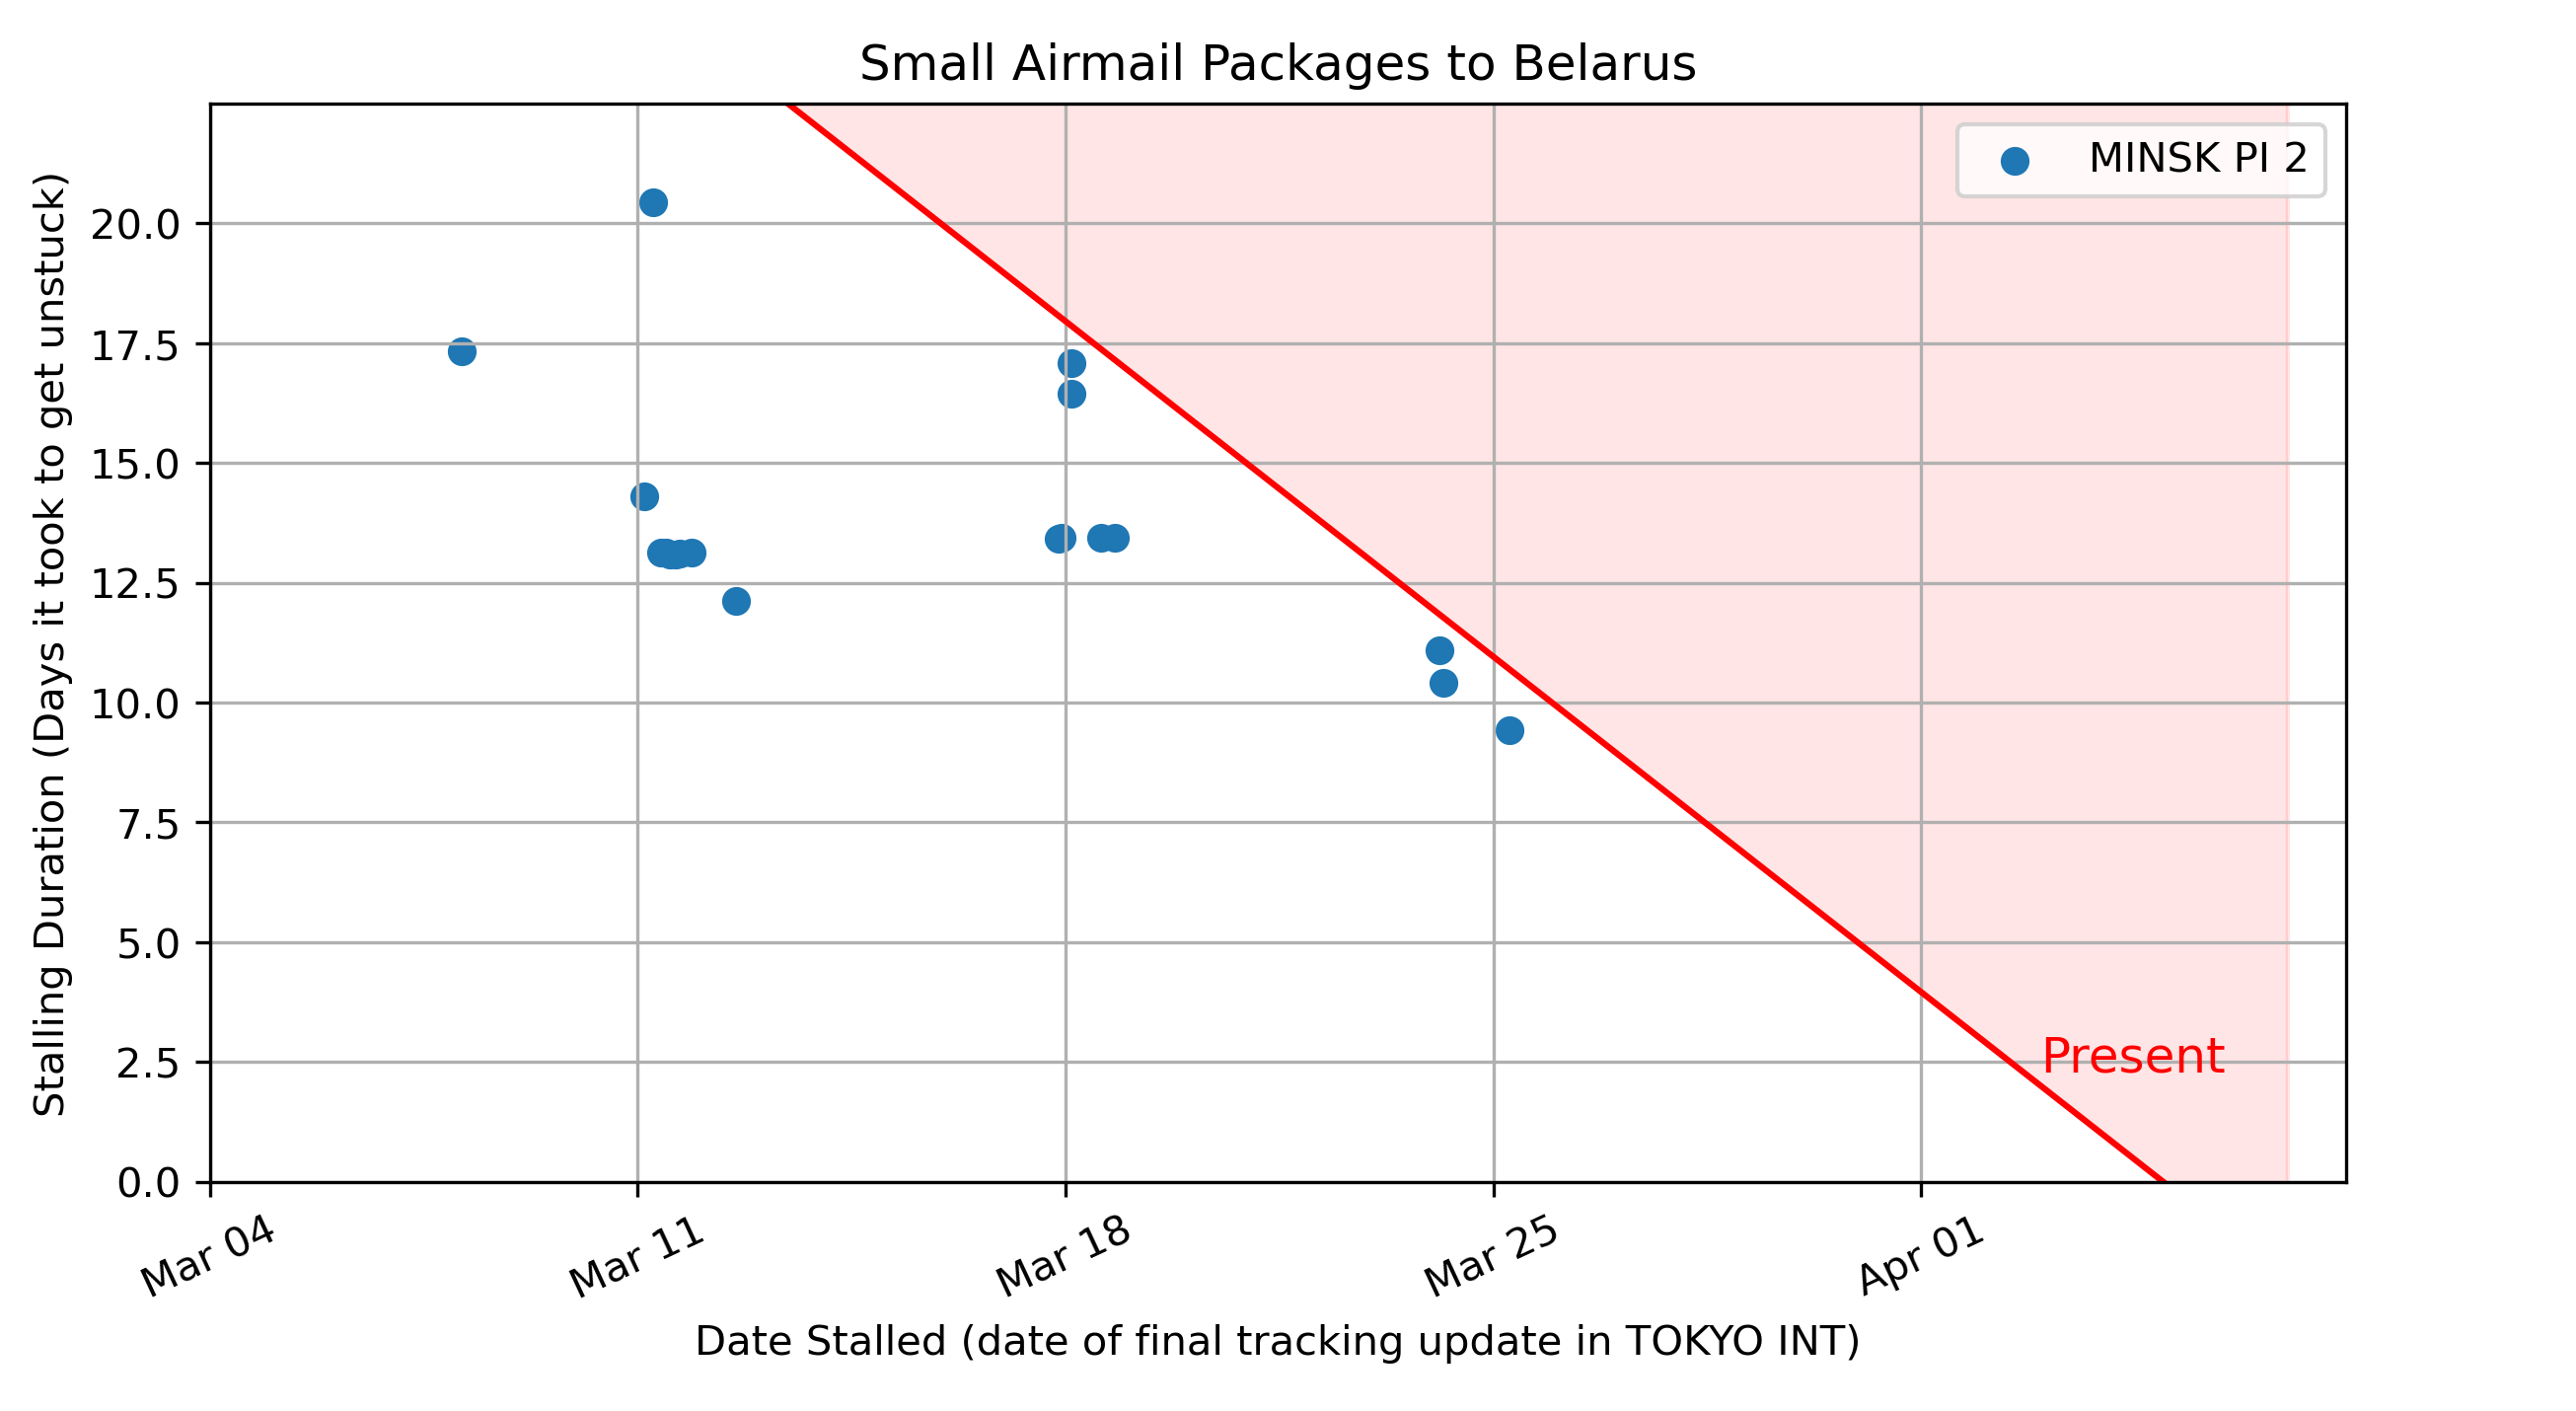 Small Airmail Packages to Belarus
MINSK PI 2
Stalling Duration (Days it took to get unstuck)
20.0
17.5
15.0
12.5
10.0
7.5
5.0
2.5
0.0
Present
Mar 04
Mar 11
Mar 18
Mar 25
Apr 01
Date Stalled (date of final tracking update in TOKYO INT)